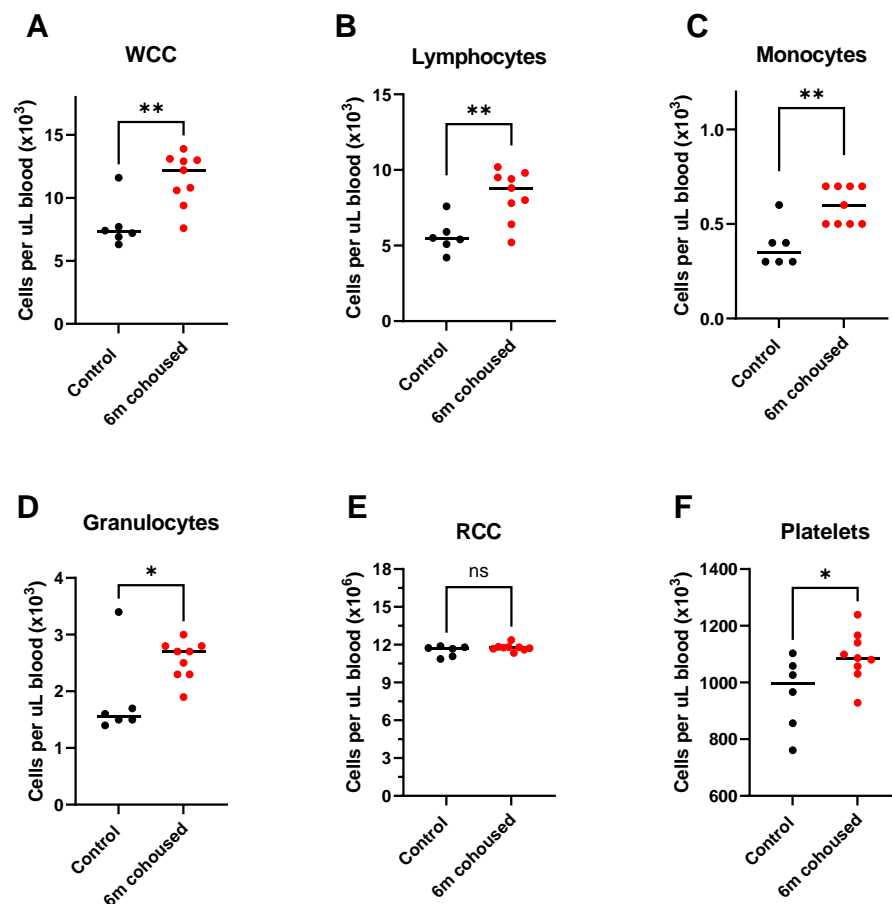 A
WCC
Cells per uL blood (x10³)
15
10
5
0
**
Control
6m cohoused
B
Lymphocytes
Cells per uL blood (x10³)
15
10
5
0
**
Control
6m cohoused
C
Monocytes
Cells per uL blood (x10³)
1.0
0.5
0.0
**
Control
6m cohoused
D
Granulocytes
Cells per uL blood (x10³)
4
3
2
1
0
*
Control
6m cohoused
E
RCC
Cells per uL blood (x10⁶)
18
15
12
9
6
3
0
ns
Control
6m cohoused
F
Platelets
Cells per uL blood (x10³)
1400
1200
1000
800
600
*
Control
6m cohoused